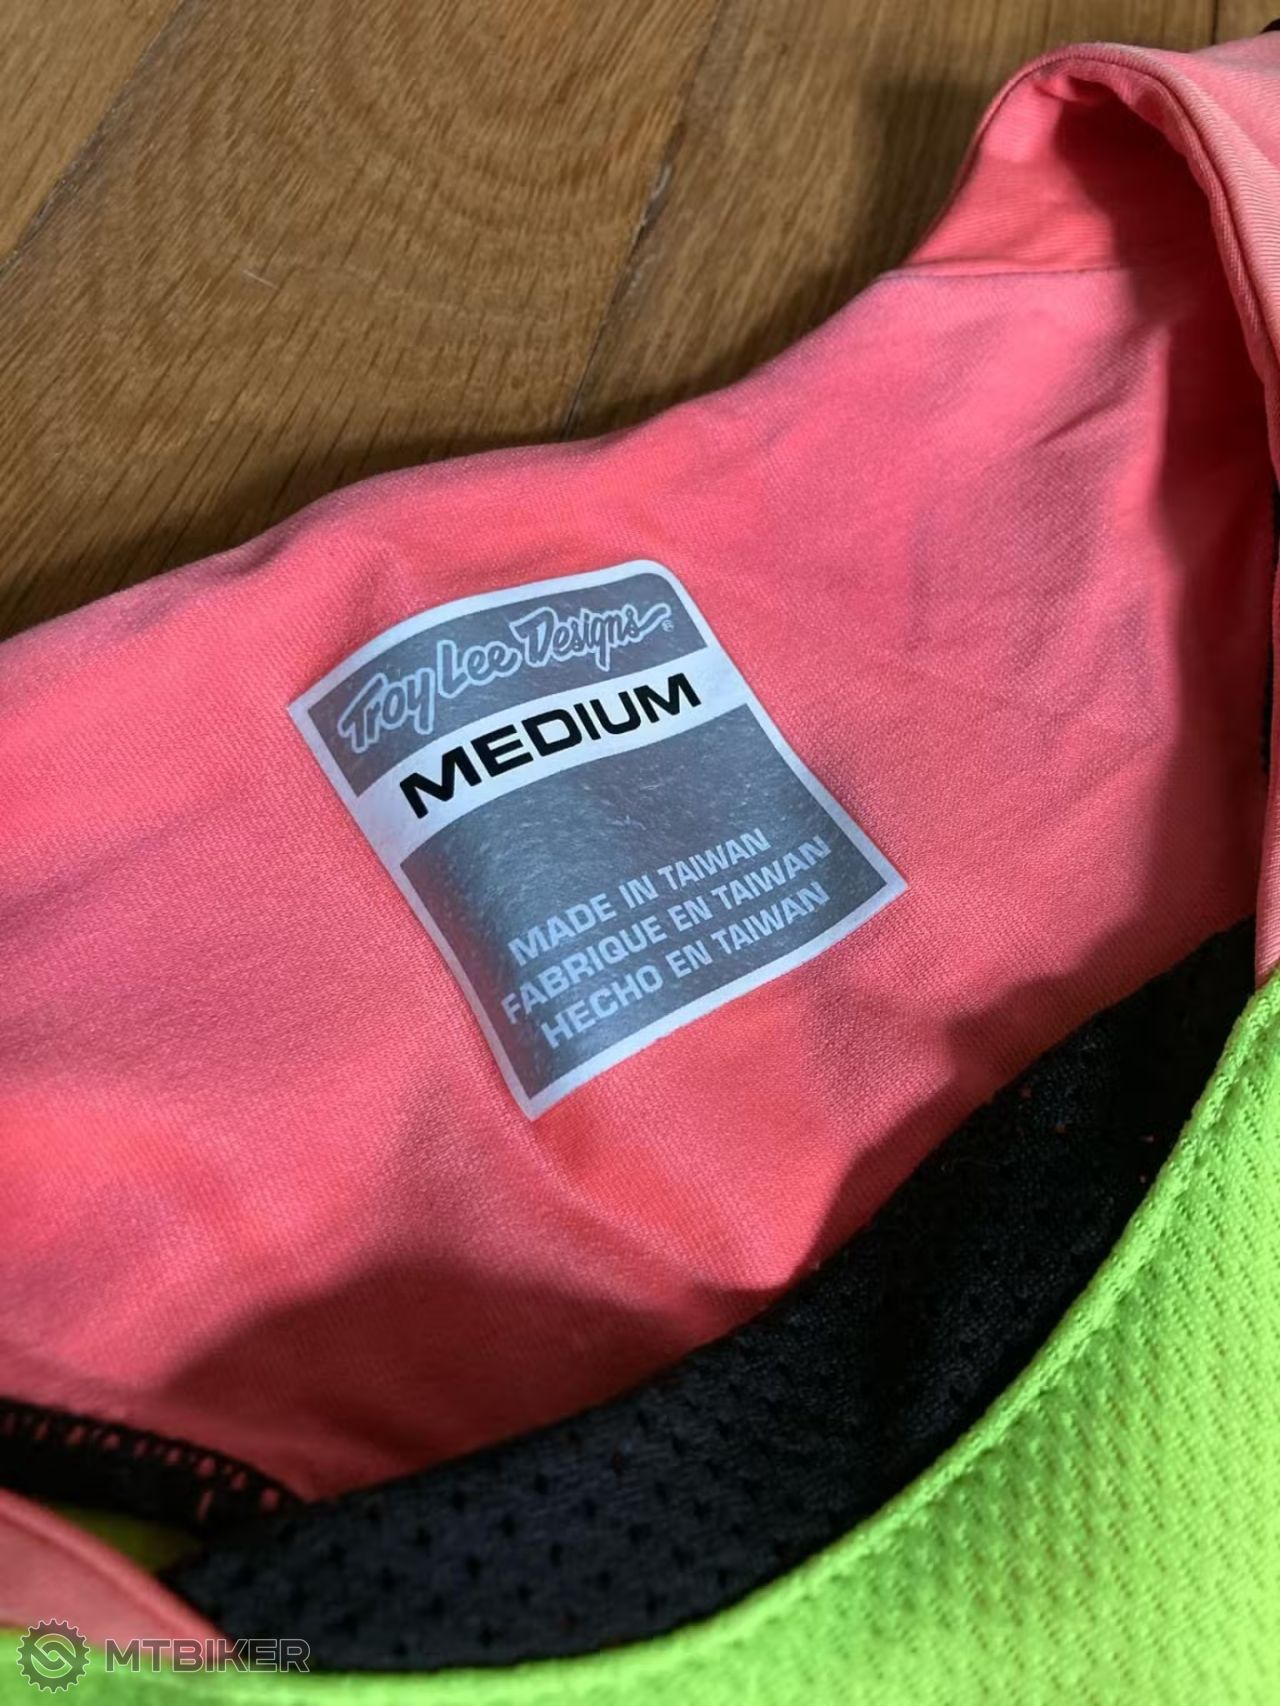 Troy Lee Designs®
MEDIUM
MADE IN TAIWAN
FABRIQUE EN TAIWAN
HECHO EN TAIWAN
MTBIKER